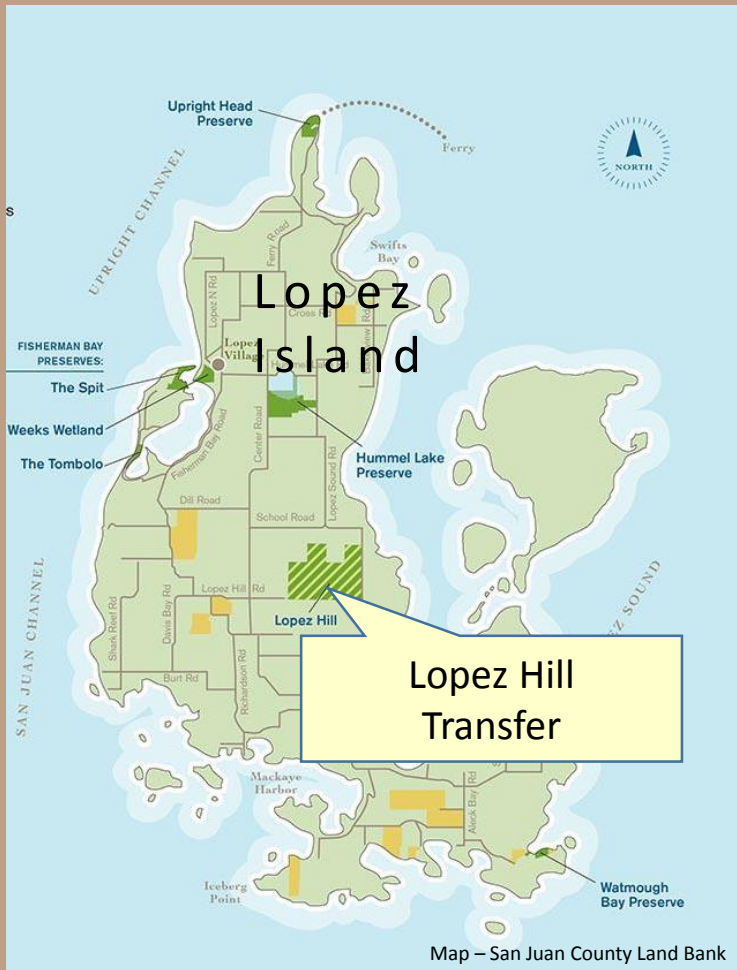 Upright Head
Preserve
Ferry
NORTH
UPRIGHT CHANNEL
s
Swifts
Bay
Ferry Road
Lopez N Rd
Lopez
Island
Cross Rd
Lopez
Village
FISHERMAN BAY
PRESERVES:
The Spit
Weeks Wetland
The Tombolo
Fisherman Bay Road
Center Road
Hummel Lake
Preserve
Lopez Sound Rd
Dill Road
School Road
SAN JUAN CHANNEL
Lopez Hill Rd
Lopez Hill
SOUND
Shark Reef Rd
Davis Bay Rd
Burt Rd
Richardson Rd
Lopez Hill
Transfer
Mackaye
Harbor
Aleck Bay Rd
Iceberg
Point
Watmough
Bay Preserve
Map – San Juan County Land Bank